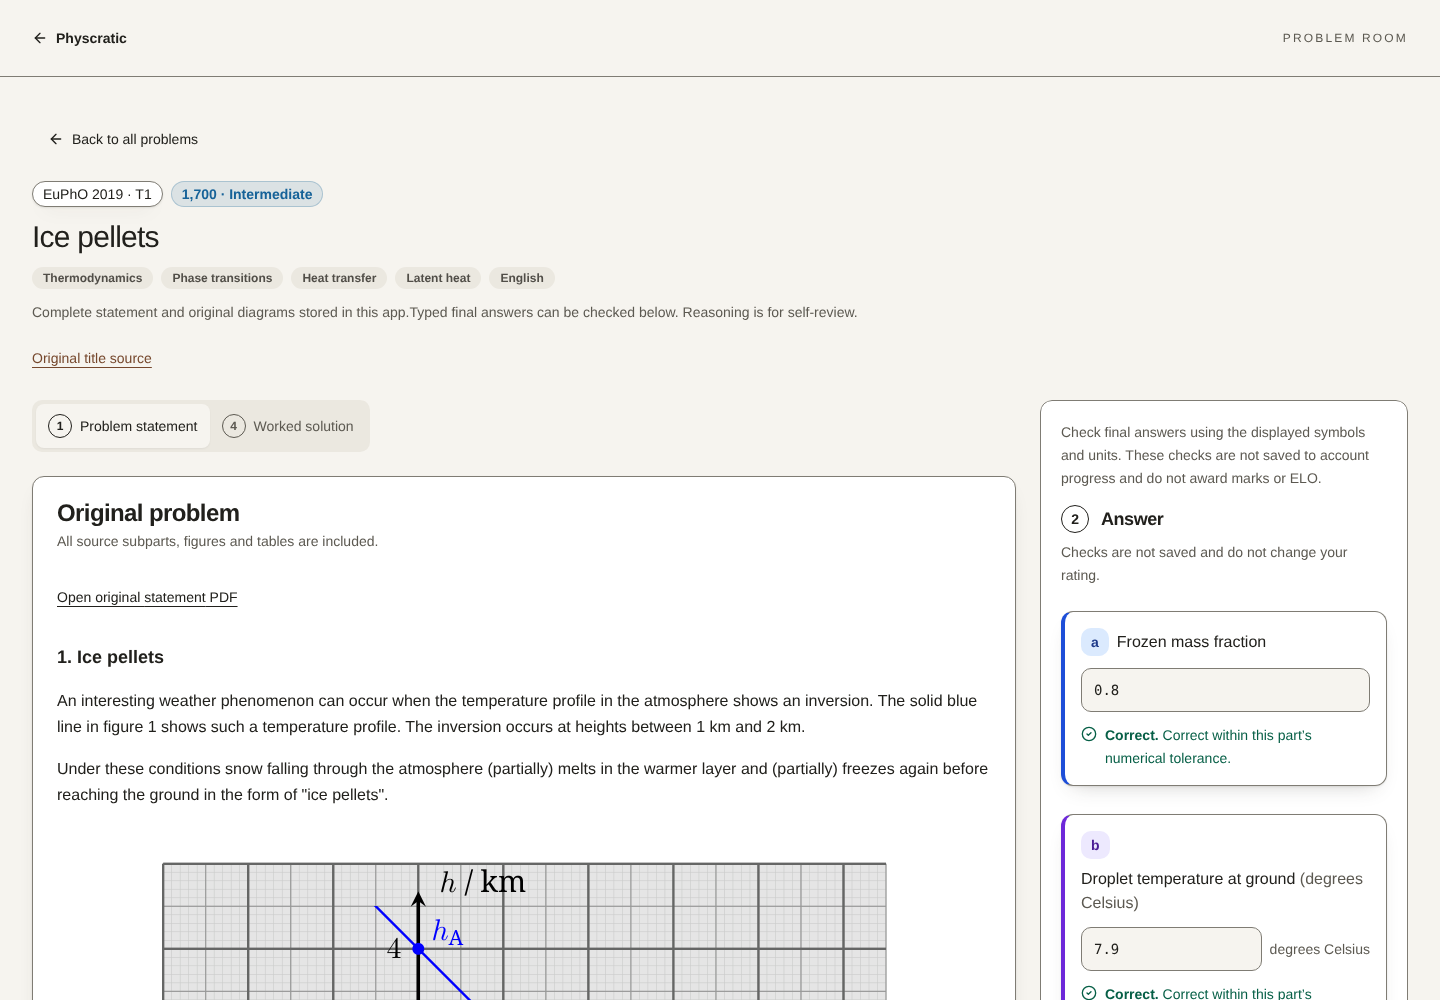 Physcratic
PROBLEM ROOM
Back to all problems
EuPhO 2019 · T1
1,700 · Intermediate
Ice pellets
Thermodynamics
Phase transitions
Heat transfer
Latent heat
English
Complete statement and original diagrams stored in this app.Typed final answers can be checked below. Reasoning is for self-review.
Original title source
1 Problem statement
4 Worked solution
Original problem
All source subparts, figures and tables are included.
Open original statement PDF
1. Ice pellets
An interesting weather phenomenon can occur when the temperature profile in the atmosphere shows an inversion. The solid blue
line in figure 1 shows such a temperature profile. The inversion occurs at heights between 1 km and 2 km.
Under these conditions snow falling through the atmosphere (partially) melts in the warmer layer and (partially) freezes again before
reaching the ground in the form of "ice pellets".
h / km
hA
4
Check final answers using the displayed symbols
and units. These checks are not saved to account
progress and do not award marks or ELO.
2 Answer
Checks are not saved and do not change your
rating.
a Frozen mass fraction
0.8
Correct. Correct within this part's
numerical tolerance.
b
Droplet temperature at ground (degrees
Celsius)
7.9 degrees Celsius
Correct. Correct within this part's